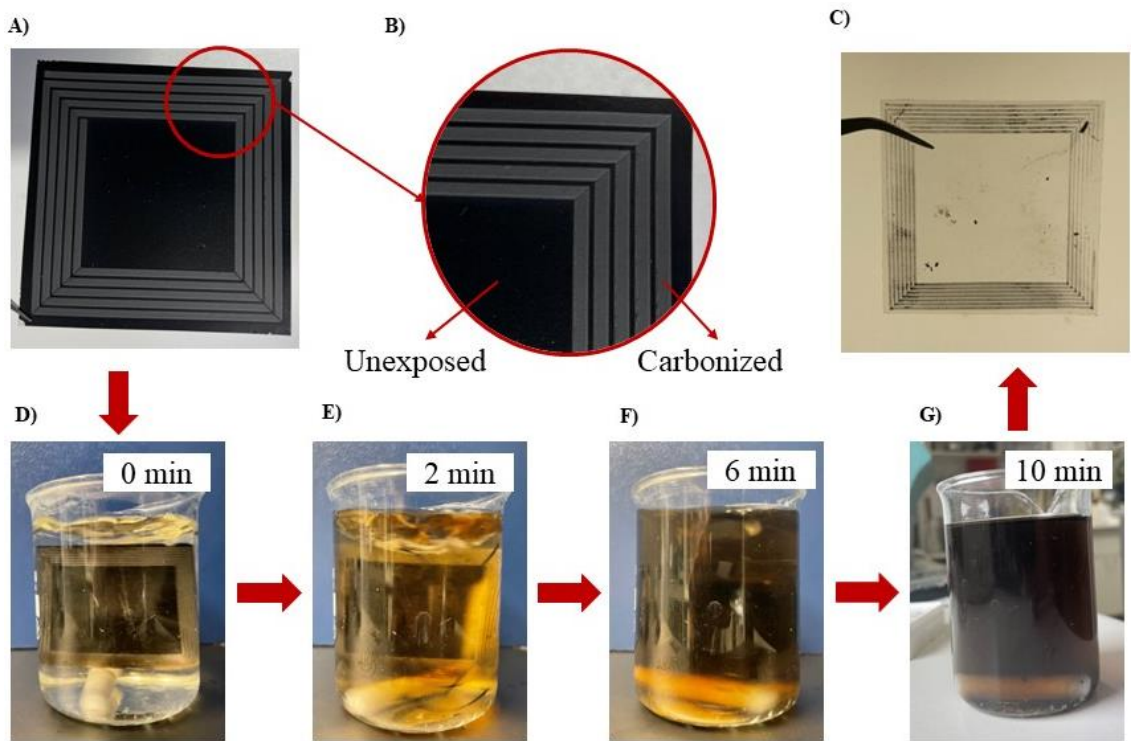 A)
B)
C)
Unexposed
Carbonized
D)
E)
F)
G)
0 min
2 min
6 min
10 min